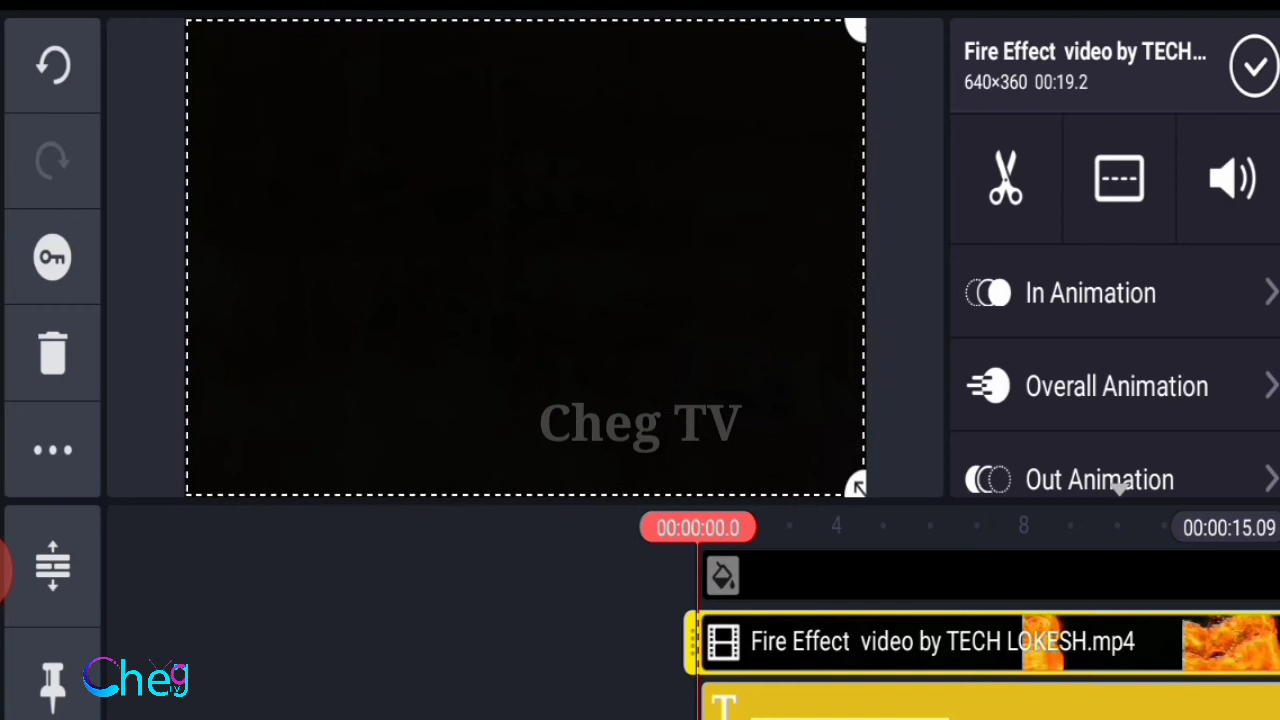 Fire Effect  video by TECH...
640×360 00:19.2
In Animation
Overall Animation
Out Animation
Cheg TV
00:00:00.0
4
8
00:00:15.09
Fire Effect  video by TECH LOKESH.mp4
T
Cheg
TV